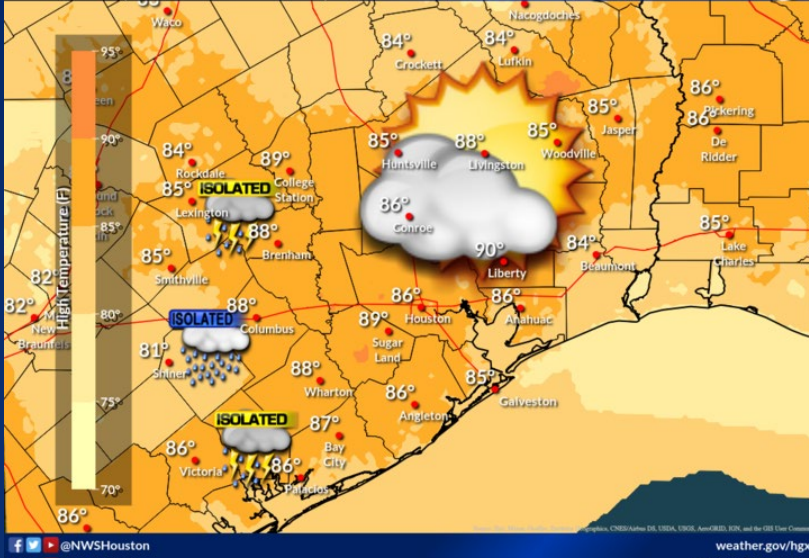 Waco
Nacogdoches
84°
Crockett
84°
Lufkin
95°
86°
Pickering
86°
De
Ridder
85°
Jasper
85°
Woodville
88°
Livingston
85°
Huntsville
90°
84°
Rockdale
89°
College
Station
85°
Lexington
ISOLATED
86°
Conroe
88°
Brenham
85°
Lake
Charles
84°
Beaumont
90°
Liberty
85°
85°
Smithville
High Temperature (F)
82°
82°
New
Braunfels
80°
ISOLATED
88°
Columbus
86°
Houston
86°
Anahuac
89°
Sugar
Land
81°
Shiner
88°
Wharton
85°
Galveston
75°
86°
Angleton
ISOLATED
87°
Bay
City
86°
Victoria
86°
Palacios
70°
86°
@NWSHouston
weather.gov/hgx